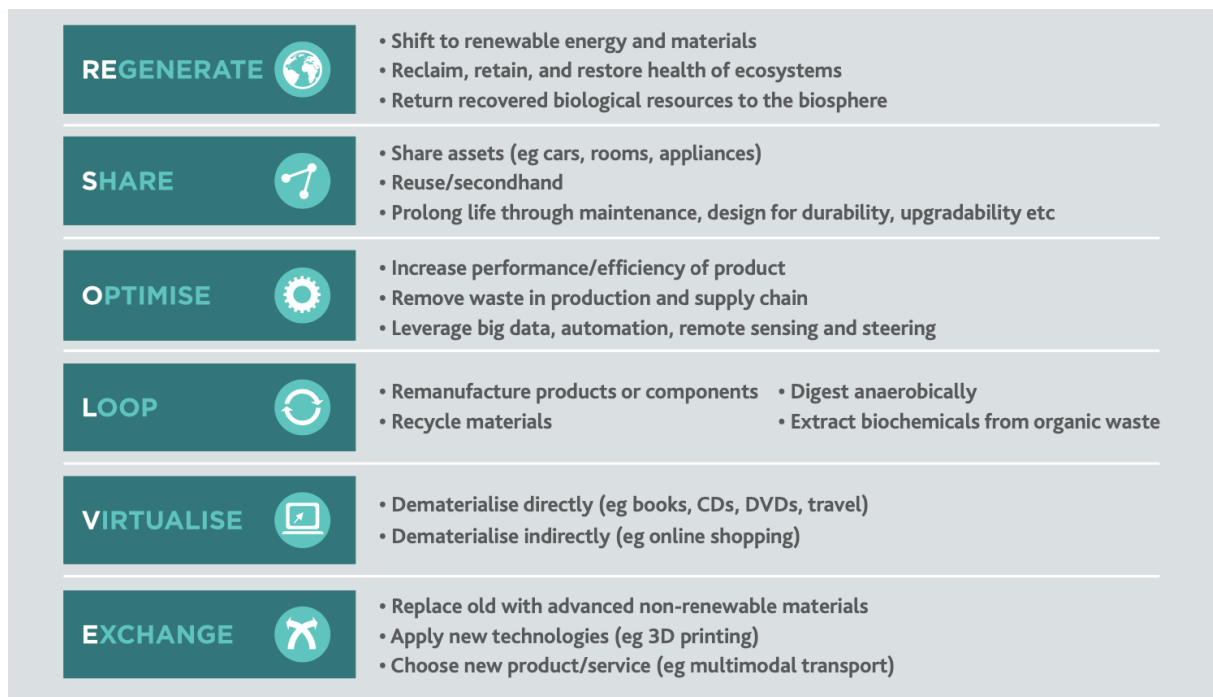 REGENERATE
• Shift to renewable energy and materials
• Reclaim, retain, and restore health of ecosystems
• Return recovered biological resources to the biosphere
SHARE
• Share assets (eg cars, rooms, appliances)
• Reuse/secondhand
• Prolong life through maintenance, design for durability, upgradability etc
OPTIMISE
• Increase performance/efficiency of product
• Remove waste in production and supply chain
• Leverage big data, automation, remote sensing and steering
LOOP
• Remanufacture products or components
• Recycle materials
• Digest anaerobically
• Extract biochemicals from organic waste
VIRTUALISE
• Dematerialise directly (eg books, CDs, DVDs, travel)
• Dematerialise indirectly (eg online shopping)
EXCHANGE
• Replace old with advanced non-renewable materials
• Apply new technologies (eg 3D printing)
• Choose new product/service (eg multimodal transport)